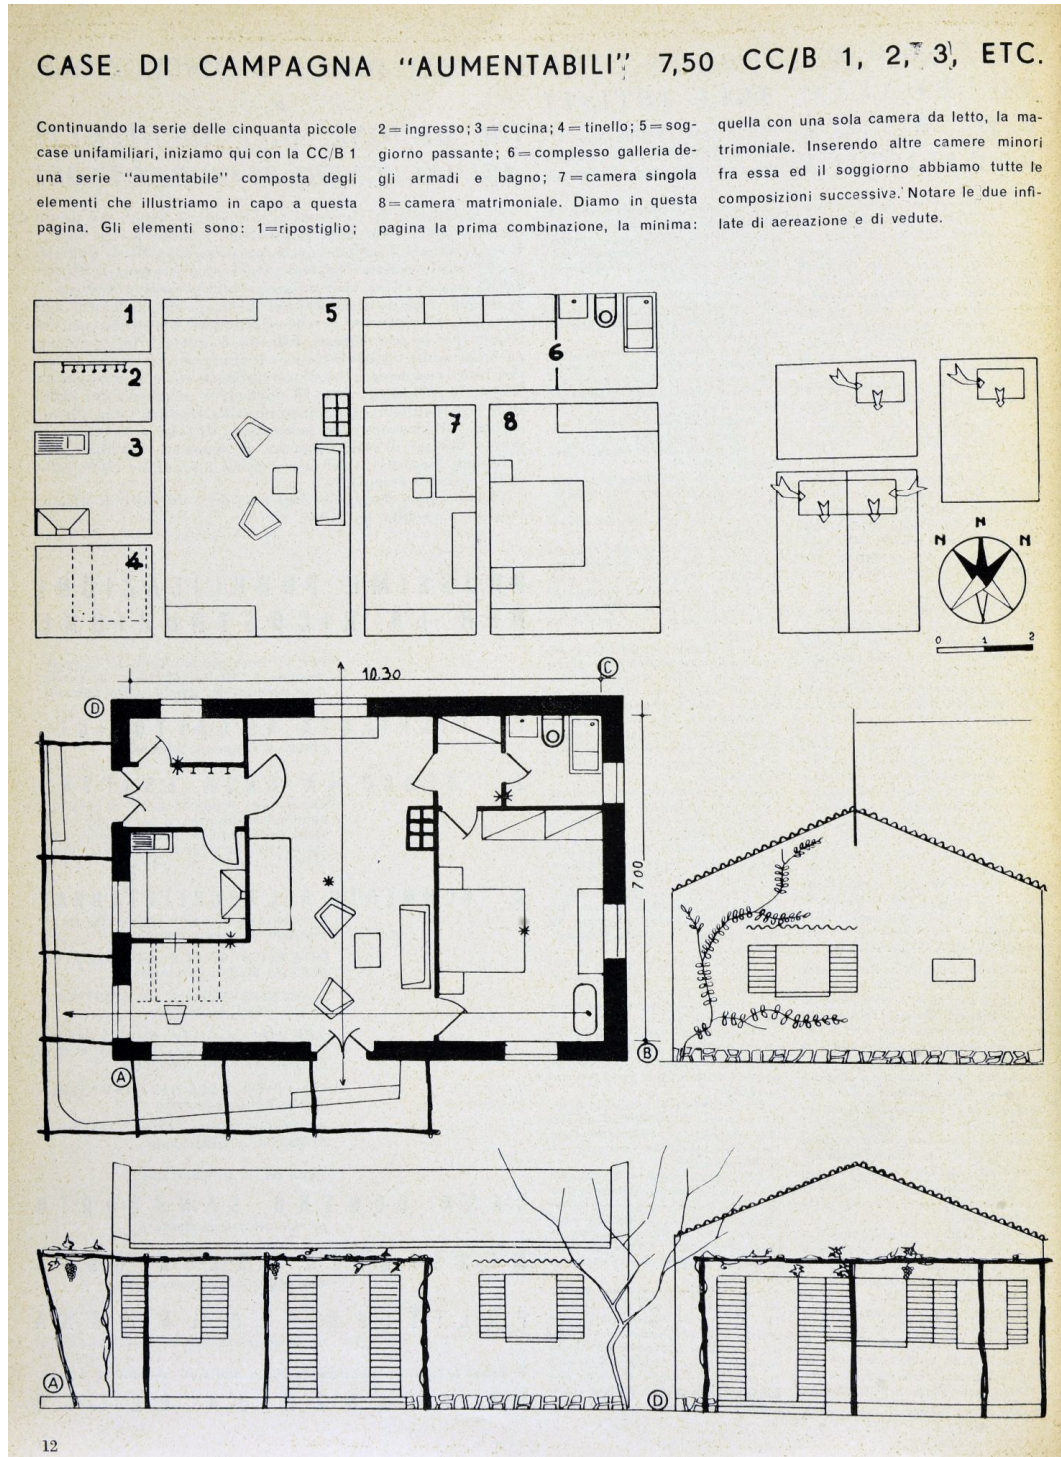 CASE DI CAMPAGNA “AUMENTABILI” 7,50 CC/B 1, 2, 3, ETC.
Continuando la serie delle cinquanta piccole
case unifamiliari, iniziamo qui con la CC/B 1
una serie “aumentabile” composta degli
elementi che illustriamo in capo a questa
pagina. Gli elementi sono: 1=ripostiglio;
2=ingresso; 3=cucina; 4=tinello; 5=sog-
giorno passante; 6=complesso galleria de-
gli armadi e bagno; 7=camera singola
8=camera matrimoniale. Diamo in questa
pagina la prima combinazione, la minima:
quella con una sola camera da letto, la ma-
trimoniale. Inserendo altre camere minori
fra essa ed il soggiorno abbiamo tutte le
composizioni successive. Notare le due infi-
late di aereazione e di vedute.
1
2
3
4
5
6
7
8
N
N
N
0 1 2
10.30
C
D
7 00
A
B
A
D
12